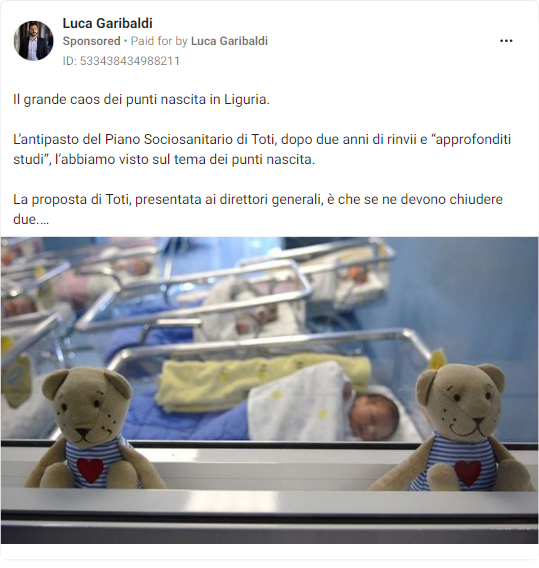 Luca Garibaldi
Sponsored • Paid for by Luca Garibaldi
ID: 533438434988211
Il grande caos dei punti nascita in Liguria.
L’antipasto del Piano Sociosanitario di Toti, dopo due anni di rinvii e “approfonditi
studi”, l’abbiamo visto sul tema dei punti nascita.
La proposta di Toti, presentata ai direttori generali, è che se ne devono chiudere
due....